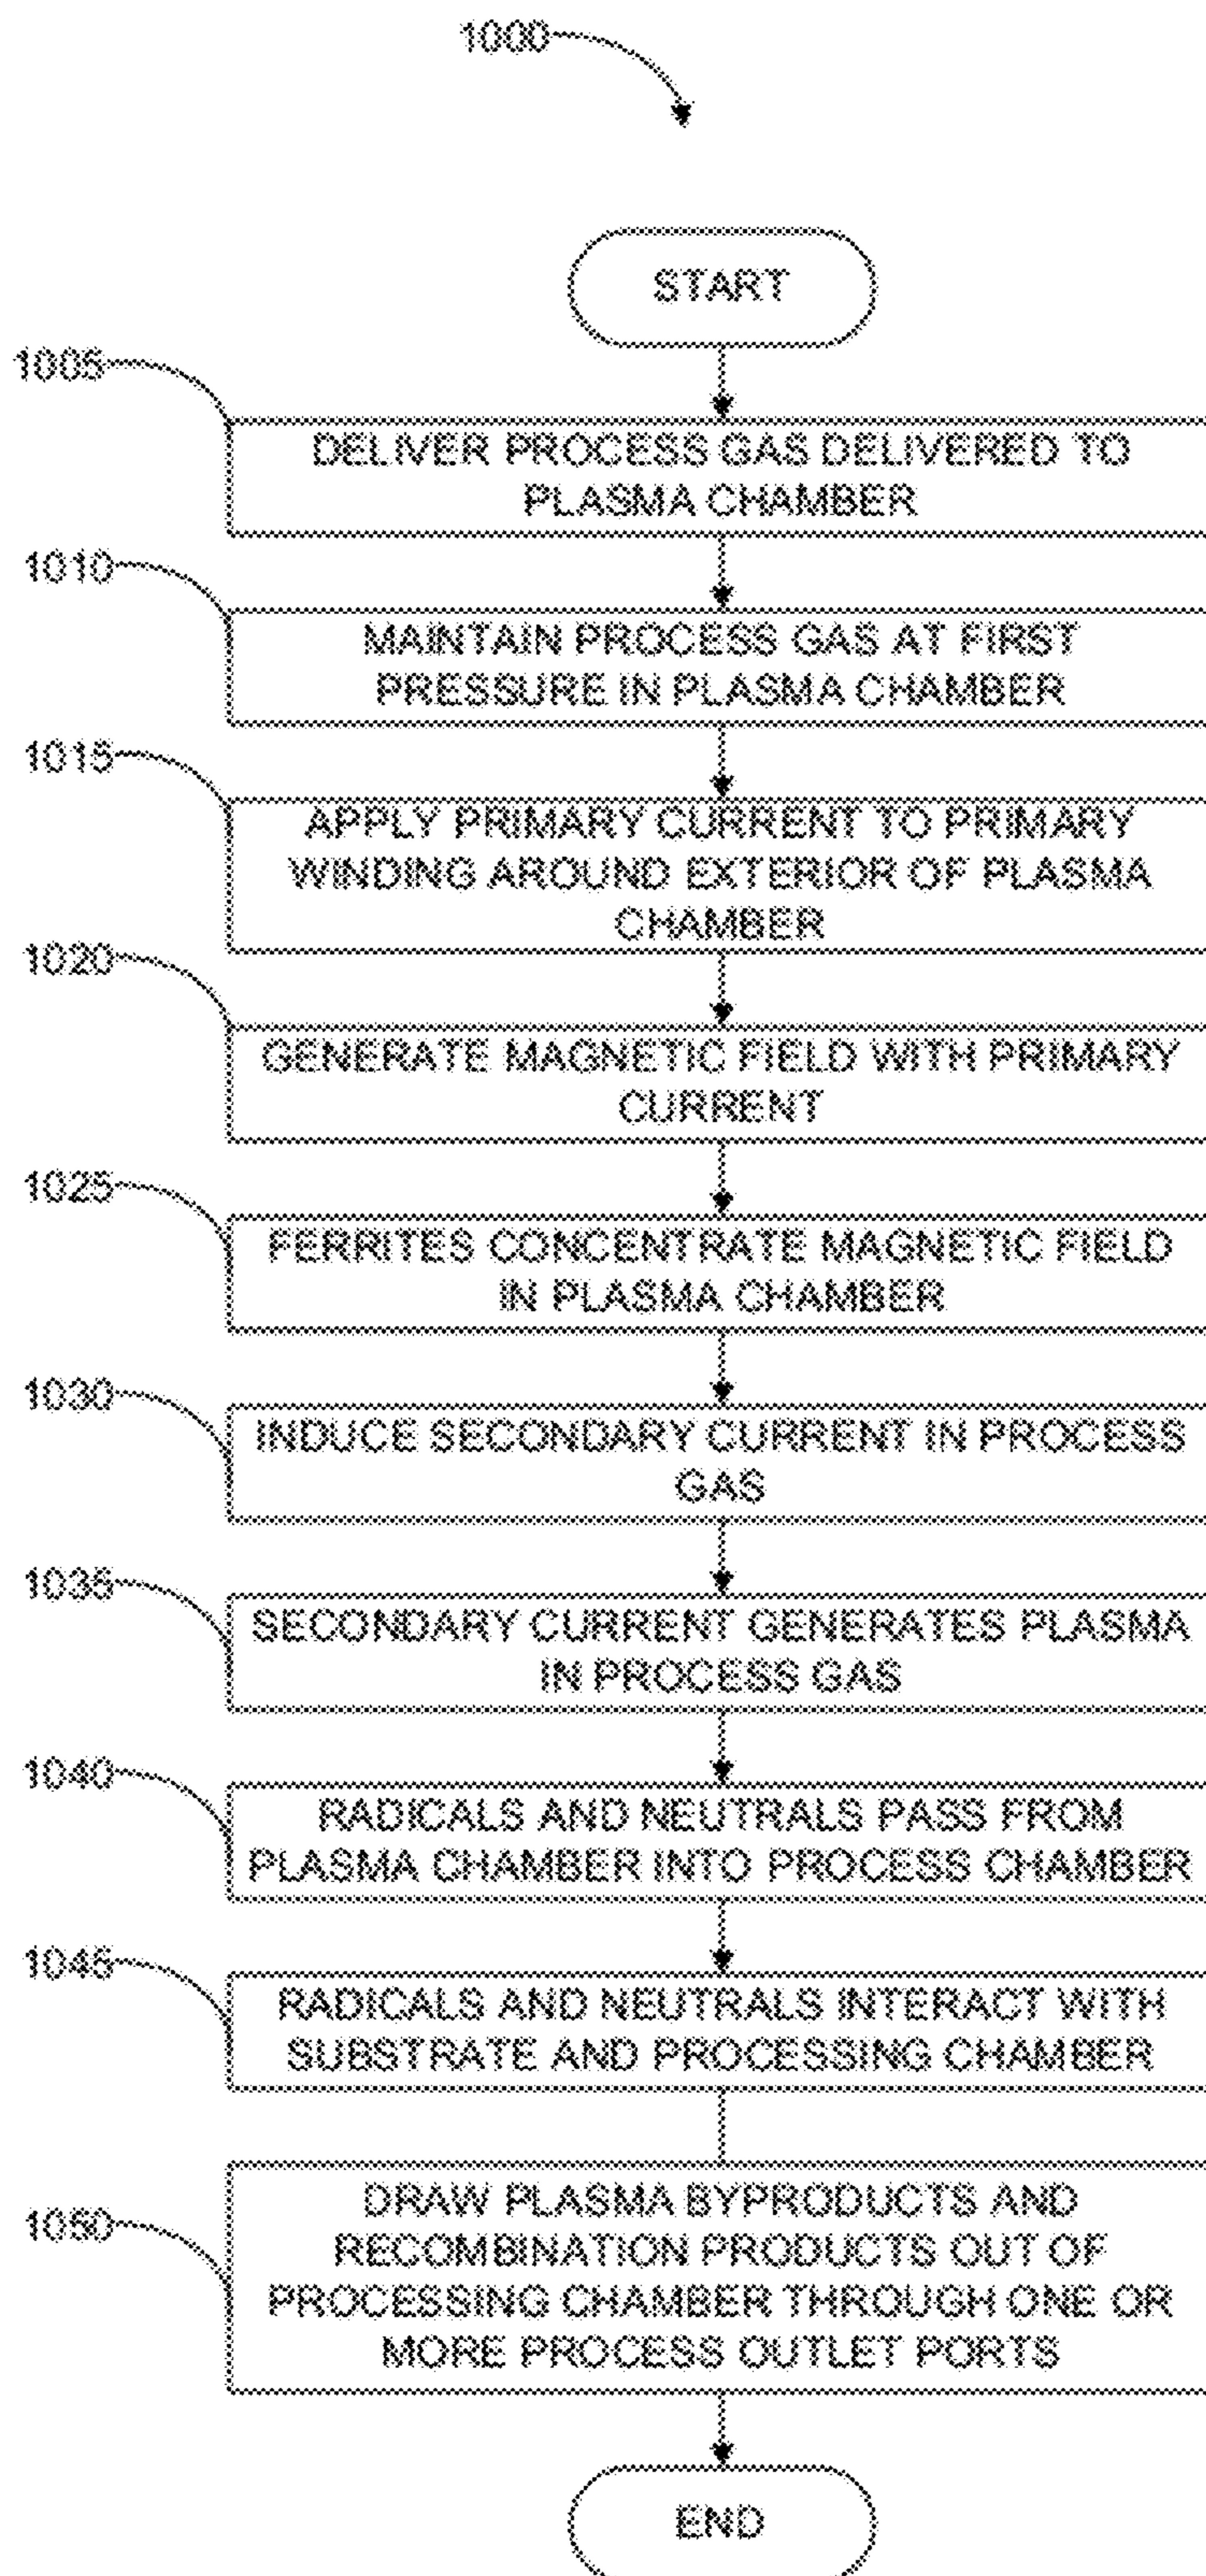 1000
START
1005
DELIVER PROCESS GAS DELIVERED TO
PLASMA CHAMBER
1010
MAINTAIN PROCESS GAS AT FIRST
PRESSURE IN PLASMA CHAMBER
1015
APPLY PRIMARY CURRENT TO PRIMARY
WINDING AROUND EXTERIOR OF PLASMA
CHAMBER
1020
GENERATE MAGNETIC FIELD WITH PRIMARY
CURRENT
1025
FERRITES CONCENTRATE MAGNETIC FIELD
IN PLASMA CHAMBER
1030
INDUCE SECONDARY CURRENT IN PROCESS
GAS
1035
SECONDARY CURRENT GENERATES PLASMA
IN PROCESS GAS
1040
RADICALS AND NEUTRALS PASS FROM
PLASMA CHAMBER INTO PROCESS CHAMBER
1045
RADICALS AND NEUTRALS INTERACT WITH
SUBSTRATE AND PROCESSING CHAMBER
1050
DRAW PLASMA BYPRODUCTS AND
RECOMBINATION PRODUCTS OUT OF
PROCESSING CHAMBER THROUGH ONE OR
MORE PROCESS OUTLET PORTS
END